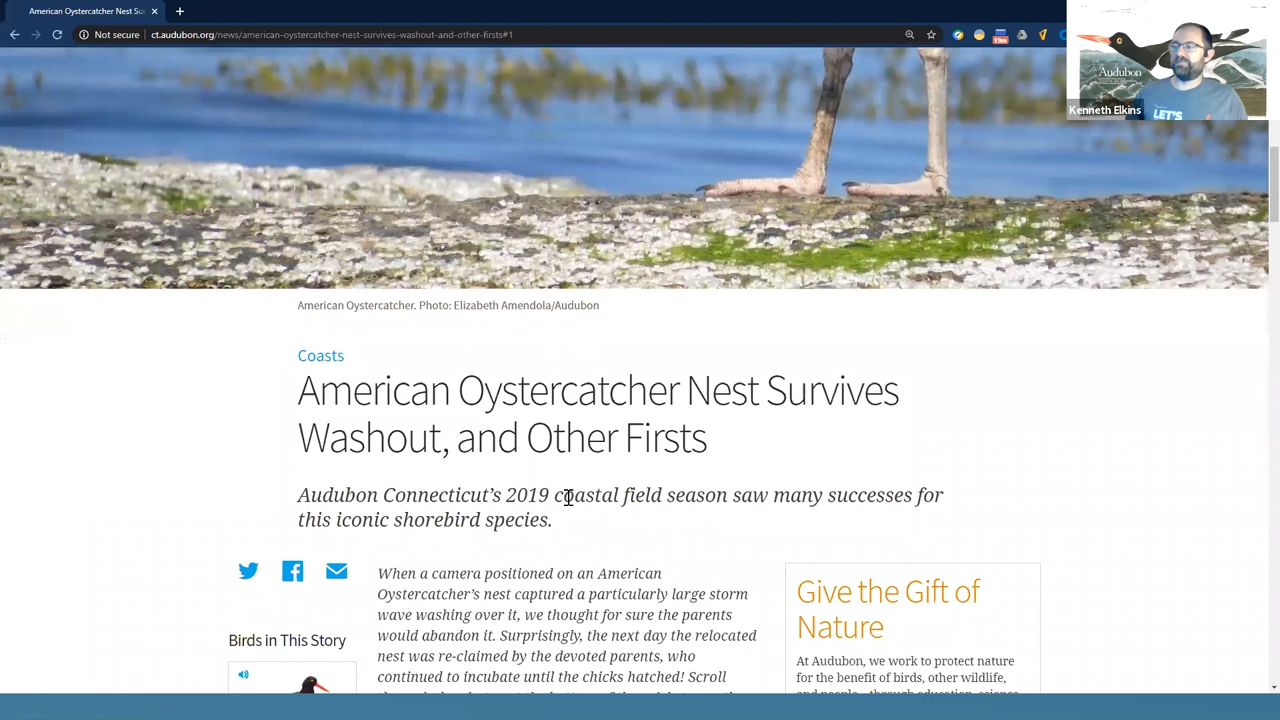 American Oystercatcher Nest Su
Not secure
ct.audubon.org/news/american-oystercatcher-nest-survives-washout-and-other-firsts#1
19m
Audubon
LET'S
Kenneth Elkins
American Oystercatcher. Photo: Elizabeth Amendola/Audubon
Coasts
American Oystercatcher Nest Survives
Washout, and Other Firsts
Audubon Connecticut's 2019 coastal field season saw many successes for
this iconic shorebird species.
When a camera positioned on an American
Oystercatcher's nest captured a particularly large storm
wave washing over it, we thought for sure the parents
would abandon it. Surprisingly, the next day the relocated
nest was re-claimed by the devoted parents, who
continued to incubate until the chicks hatched! Scroll
Birds in This Story
Give the Gift of
Nature
At Audubon, we work to protect nature
for the benefit of birds, other wildlife,